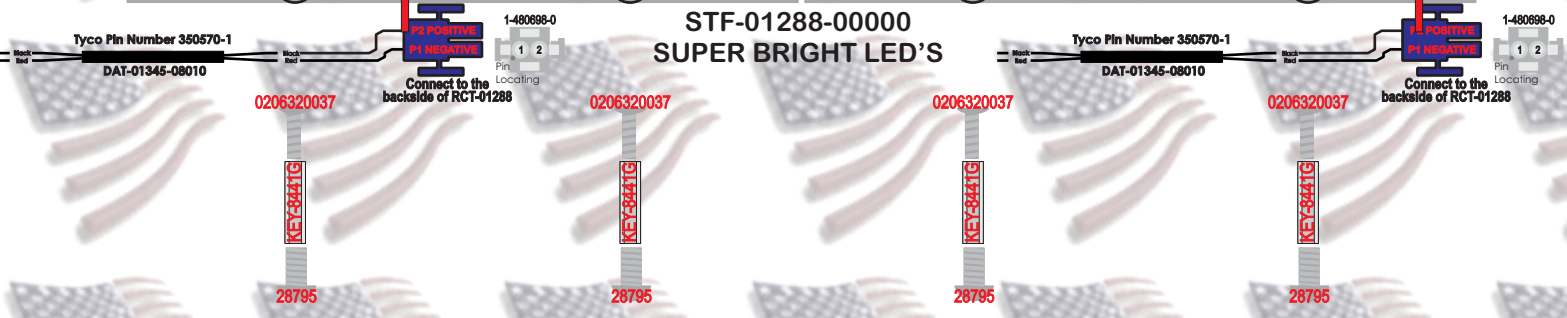 STF-01288-00000
SUPER BRIGHT LED'S
Tyco Pin Number 350570-1
Black
Red
DAT-01345-08010
Black
Red
P2 POSITIVE
P1 NEGATIVE
Connect to the
backside of RCT-01288
1-480698-0
1 2
Pin
Locating
Black
Red
Tyco Pin Number 350570-1
DAT-01345-08010
Black
Red
P2 POSITIVE
P1 NEGATIVE
Connect to the
backside of RCT-01288
1-480698-0
1 2
Pin
Locating
0206320037
0206320037
0206320037
0206320037
KEY-8441G
KEY-8441G
KEY-8441G
KEY-8441G
28795
28795
28795
28795